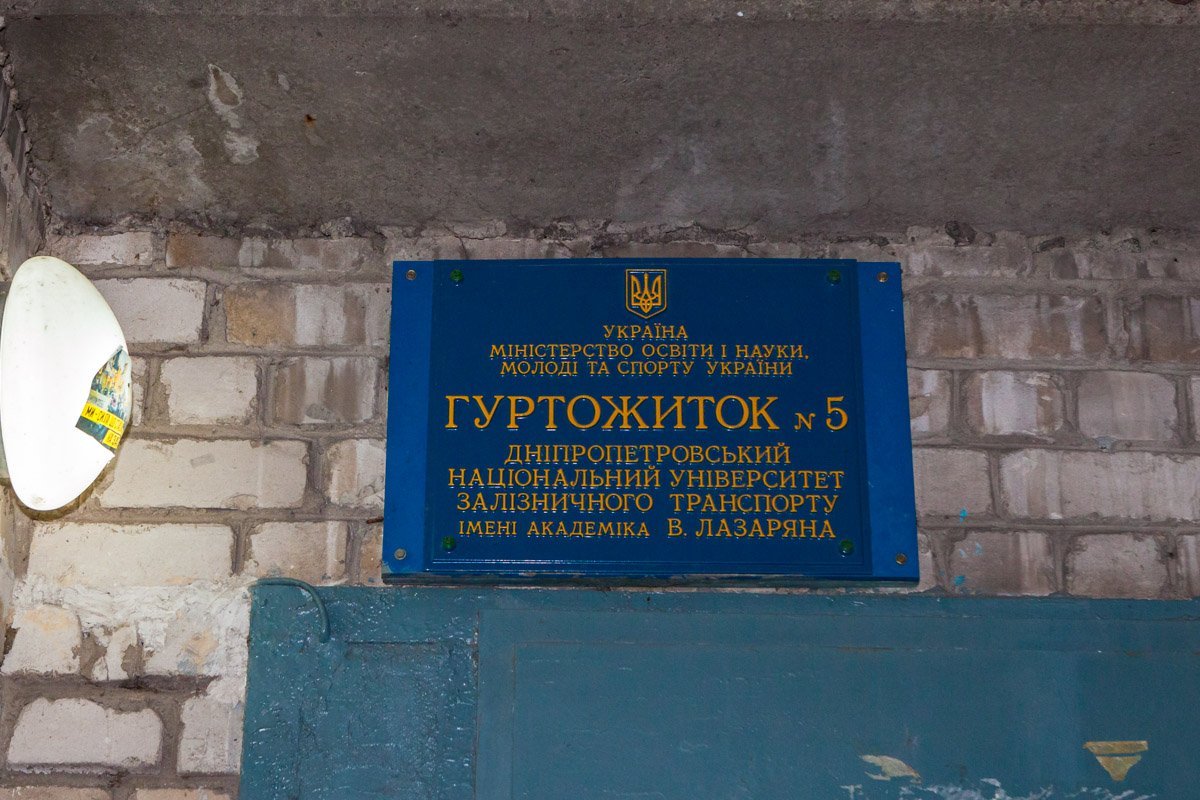 УКРАЇНА
МІНІСТЕРСТВО ОСВІТИ І НАУКИ,
МОЛОДІ ТА СПОРТУ УКРАЇНИ
ГУРТОЖИТОК № 5
ДНІПРОПЕТРОВСЬКИЙ
НАЦІОНАЛЬНИЙ УНІВЕРСИТЕТ
ЗАЛІЗНИЧНОГО ТРАНСПОРТУ
ІМЕНІ АКАДЕМІКА В. ЛАЗАРЯНА